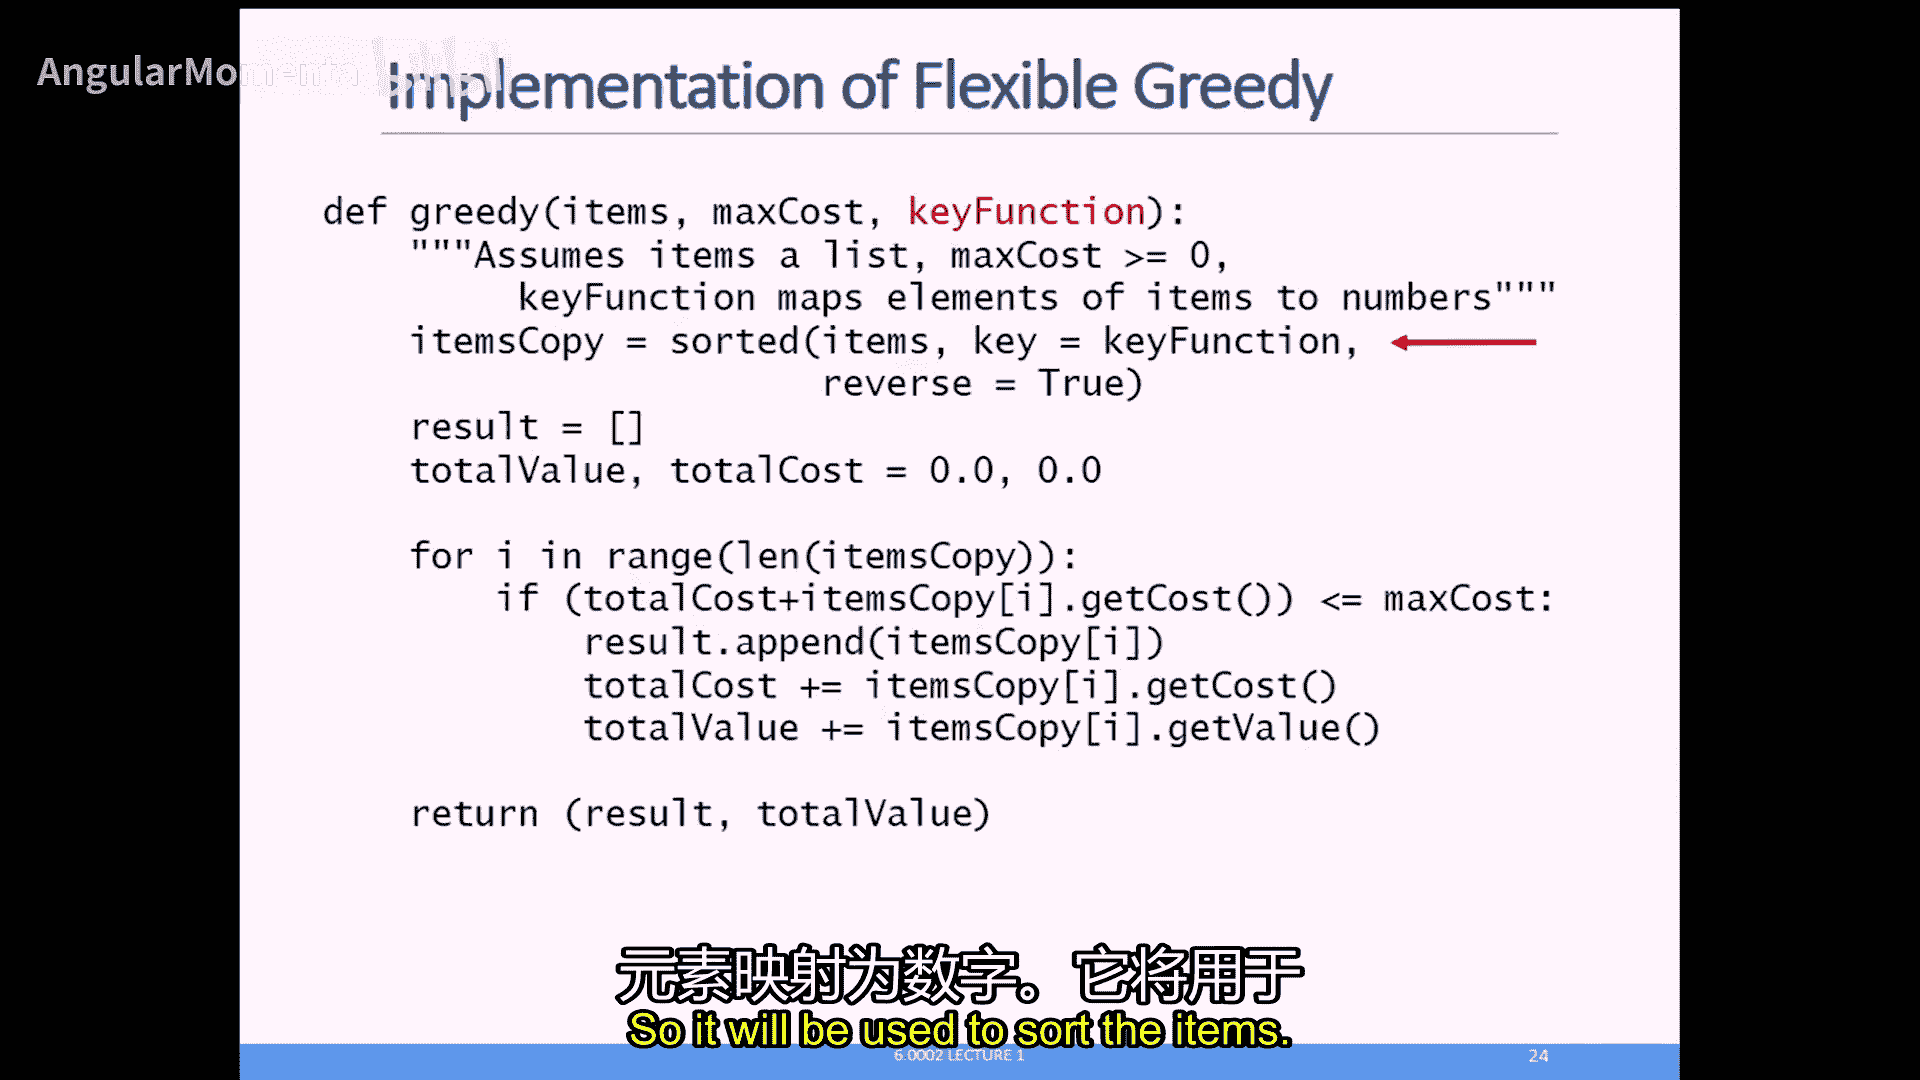 AngularMomenta
Implementation of Flexible Greedy
def greedy(items, maxCost, keyFunction):
"""Assumes items a list, maxCost >= 0,
keyFunction maps elements of items to numbers"""
itemsCopy = sorted(items, key = keyFunction,
reverse = True)
result = []
totalValue, totalCost = 0.0, 0.0
for i in range(len(itemsCopy)):
if (totalCost+itemsCopy[i].getCost()) <= maxCost:
result.append(itemsCopy[i])
totalCost += itemsCopy[i].getCost()
totalValue += itemsCopy[i].getValue()
return (result, totalValue)
元素映射为数字。它将用于
So it will be used to sort the items.
6.0002 LECTURE 1
24